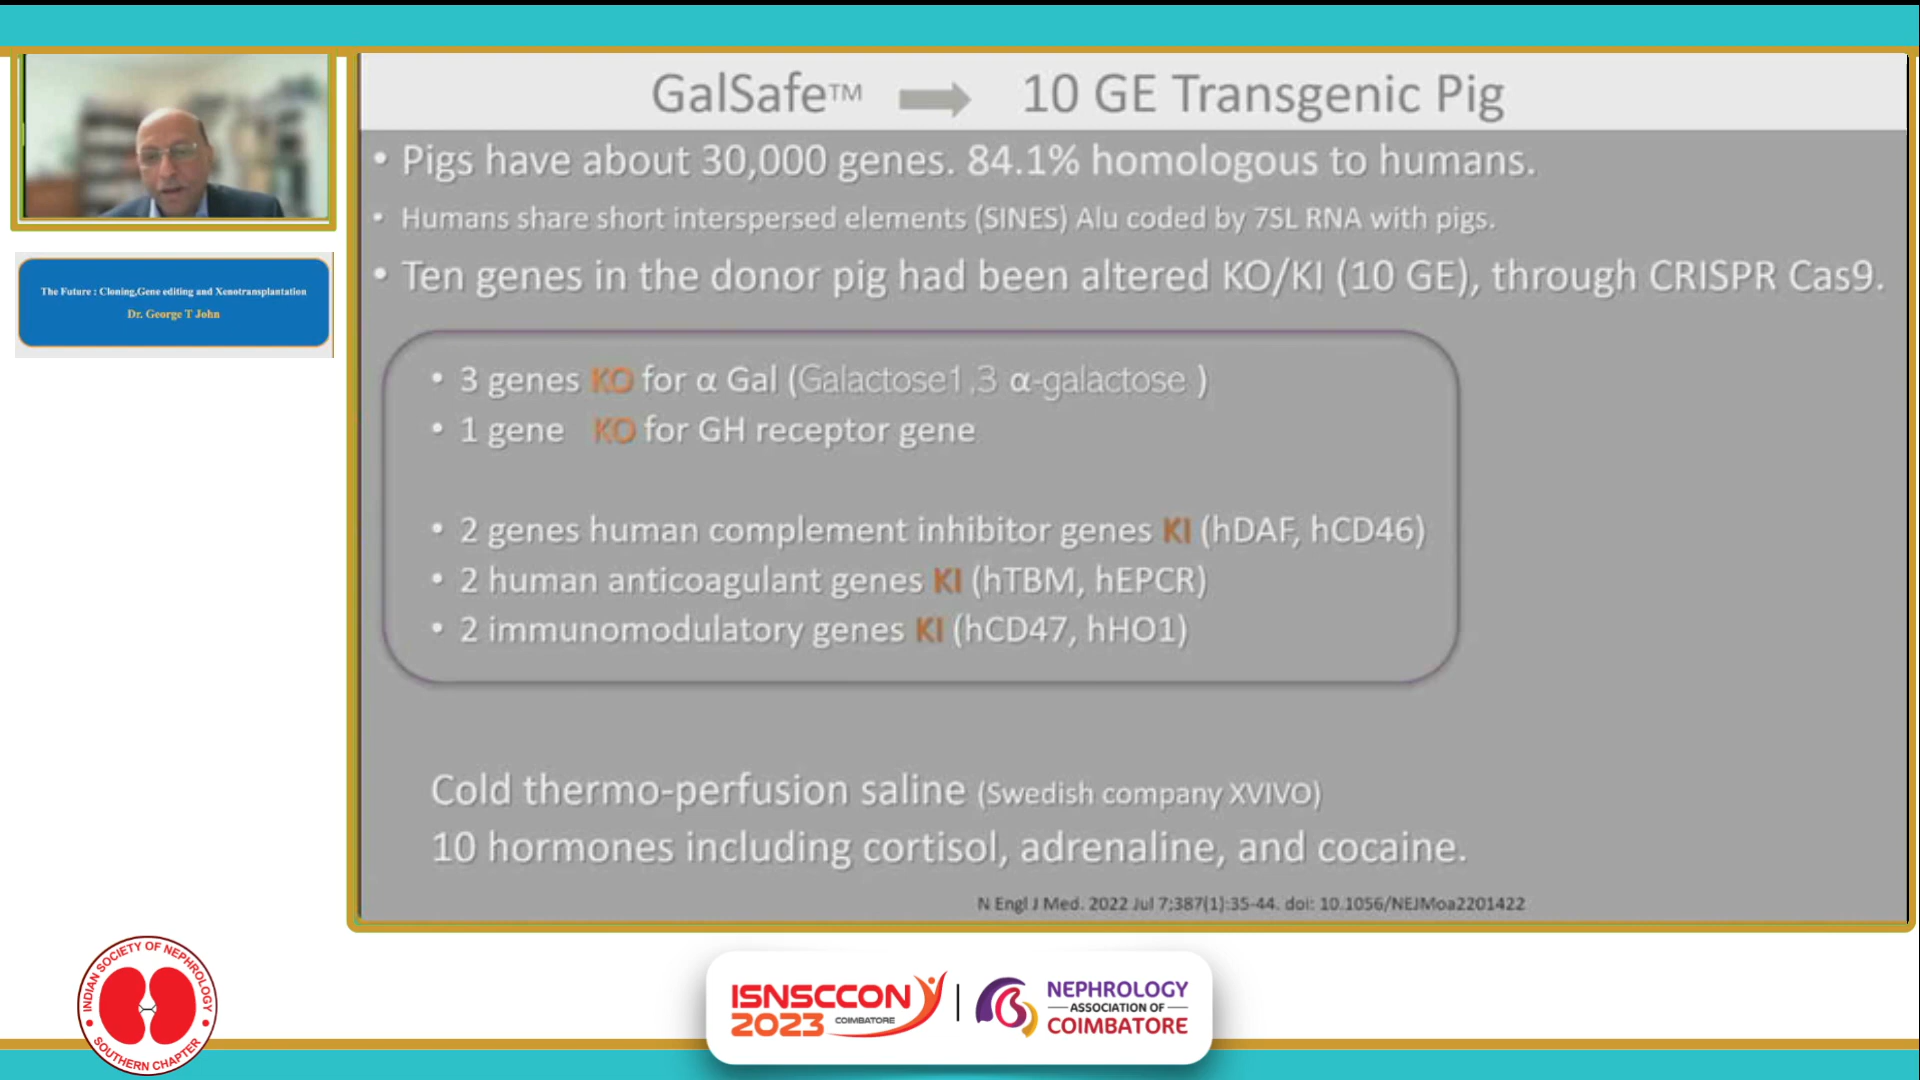 GalSafe™ 10 GE Transgenic Pig
• Pigs have about 30,000 genes. 84.1% homologous to humans.
• Humans share short interspersed elements (SINES) Alu coded by 7SL RNA with pigs.
• Ten genes in the donor pig had been altered KO/KI (10 GE), through CRISPR Cas9.
• 3 genes KO for α Gal (Galactose1,3 α-galactose )
• 1 gene KO for GH receptor gene
• 2 genes human complement inhibitor genes KI (hDAF, hCD46)
• 2 human anticoagulant genes KI (hTBM, hEPCR)
• 2 immunomodulatory genes KI (hCD47, hHO1)
Cold thermo-perfusion saline (Swedish company XVIVO)
10 hormones including cortisol, adrenaline, and cocaine.
N Engl J Med. 2022 Jul 7;387(1):35-44. doi: 10.1056/NEJMoa2201422
The Future : Cloning,Gene editing and Xenotransplantation
Dr. George T John
INDIAN SOCIETY OF NEPHROLOGY
SOUTHERN CHAPTER
ISNSCCON
2023 COIMBATORE
NEPHROLOGY
ASSOCIATION OF
COIMBATORE